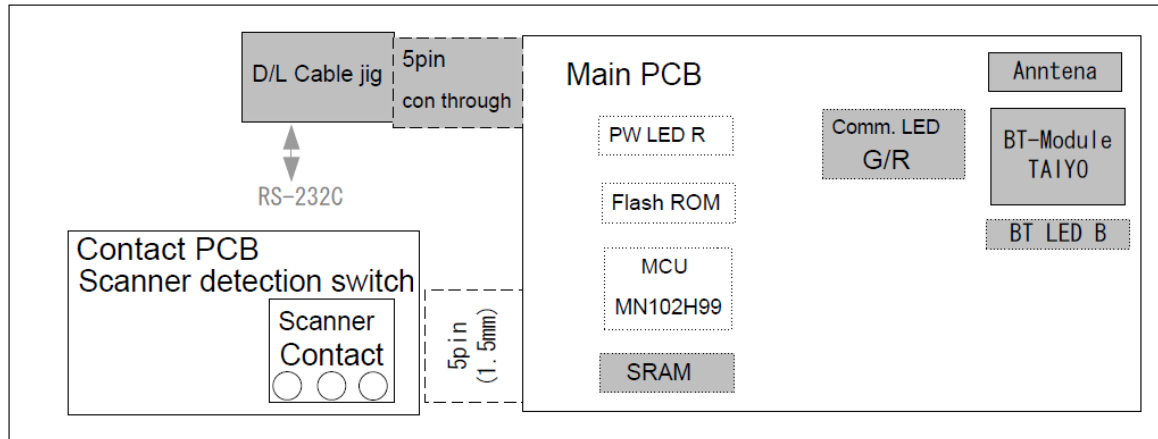 D/L Cable jig
5pin
con through
RS-232C
Main PCB
PW LED R
Flash ROM
MCU
MN102H99
SRAM
Comm. LED
G/R
Anntena
BT-Module
TAIYO
BT LED B
Contact PCB
Scanner detection switch
Scanner
Contact
5pin
(1.5mm)